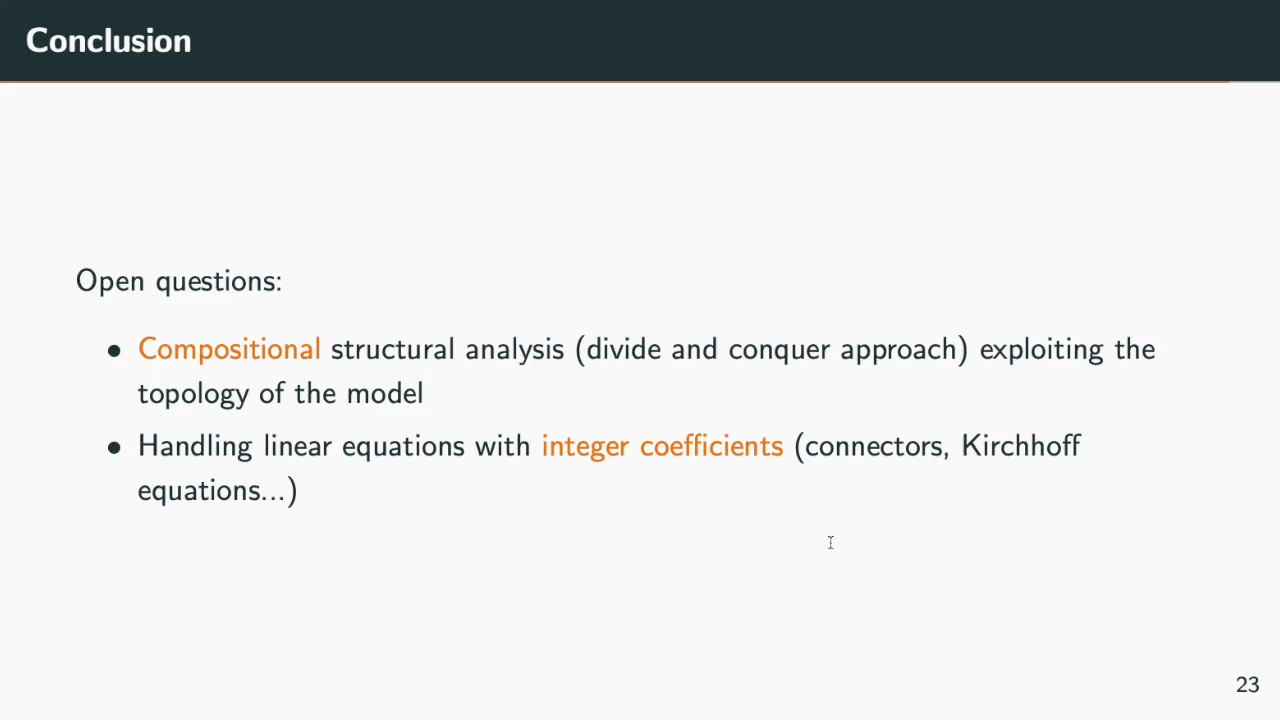 Conclusion
Open questions:
• Compositional structural analysis (divide and conquer approach) exploiting the
topology of the model
• Handling linear equations with integer coefficients (connectors, Kirchhoff
equations...)
23